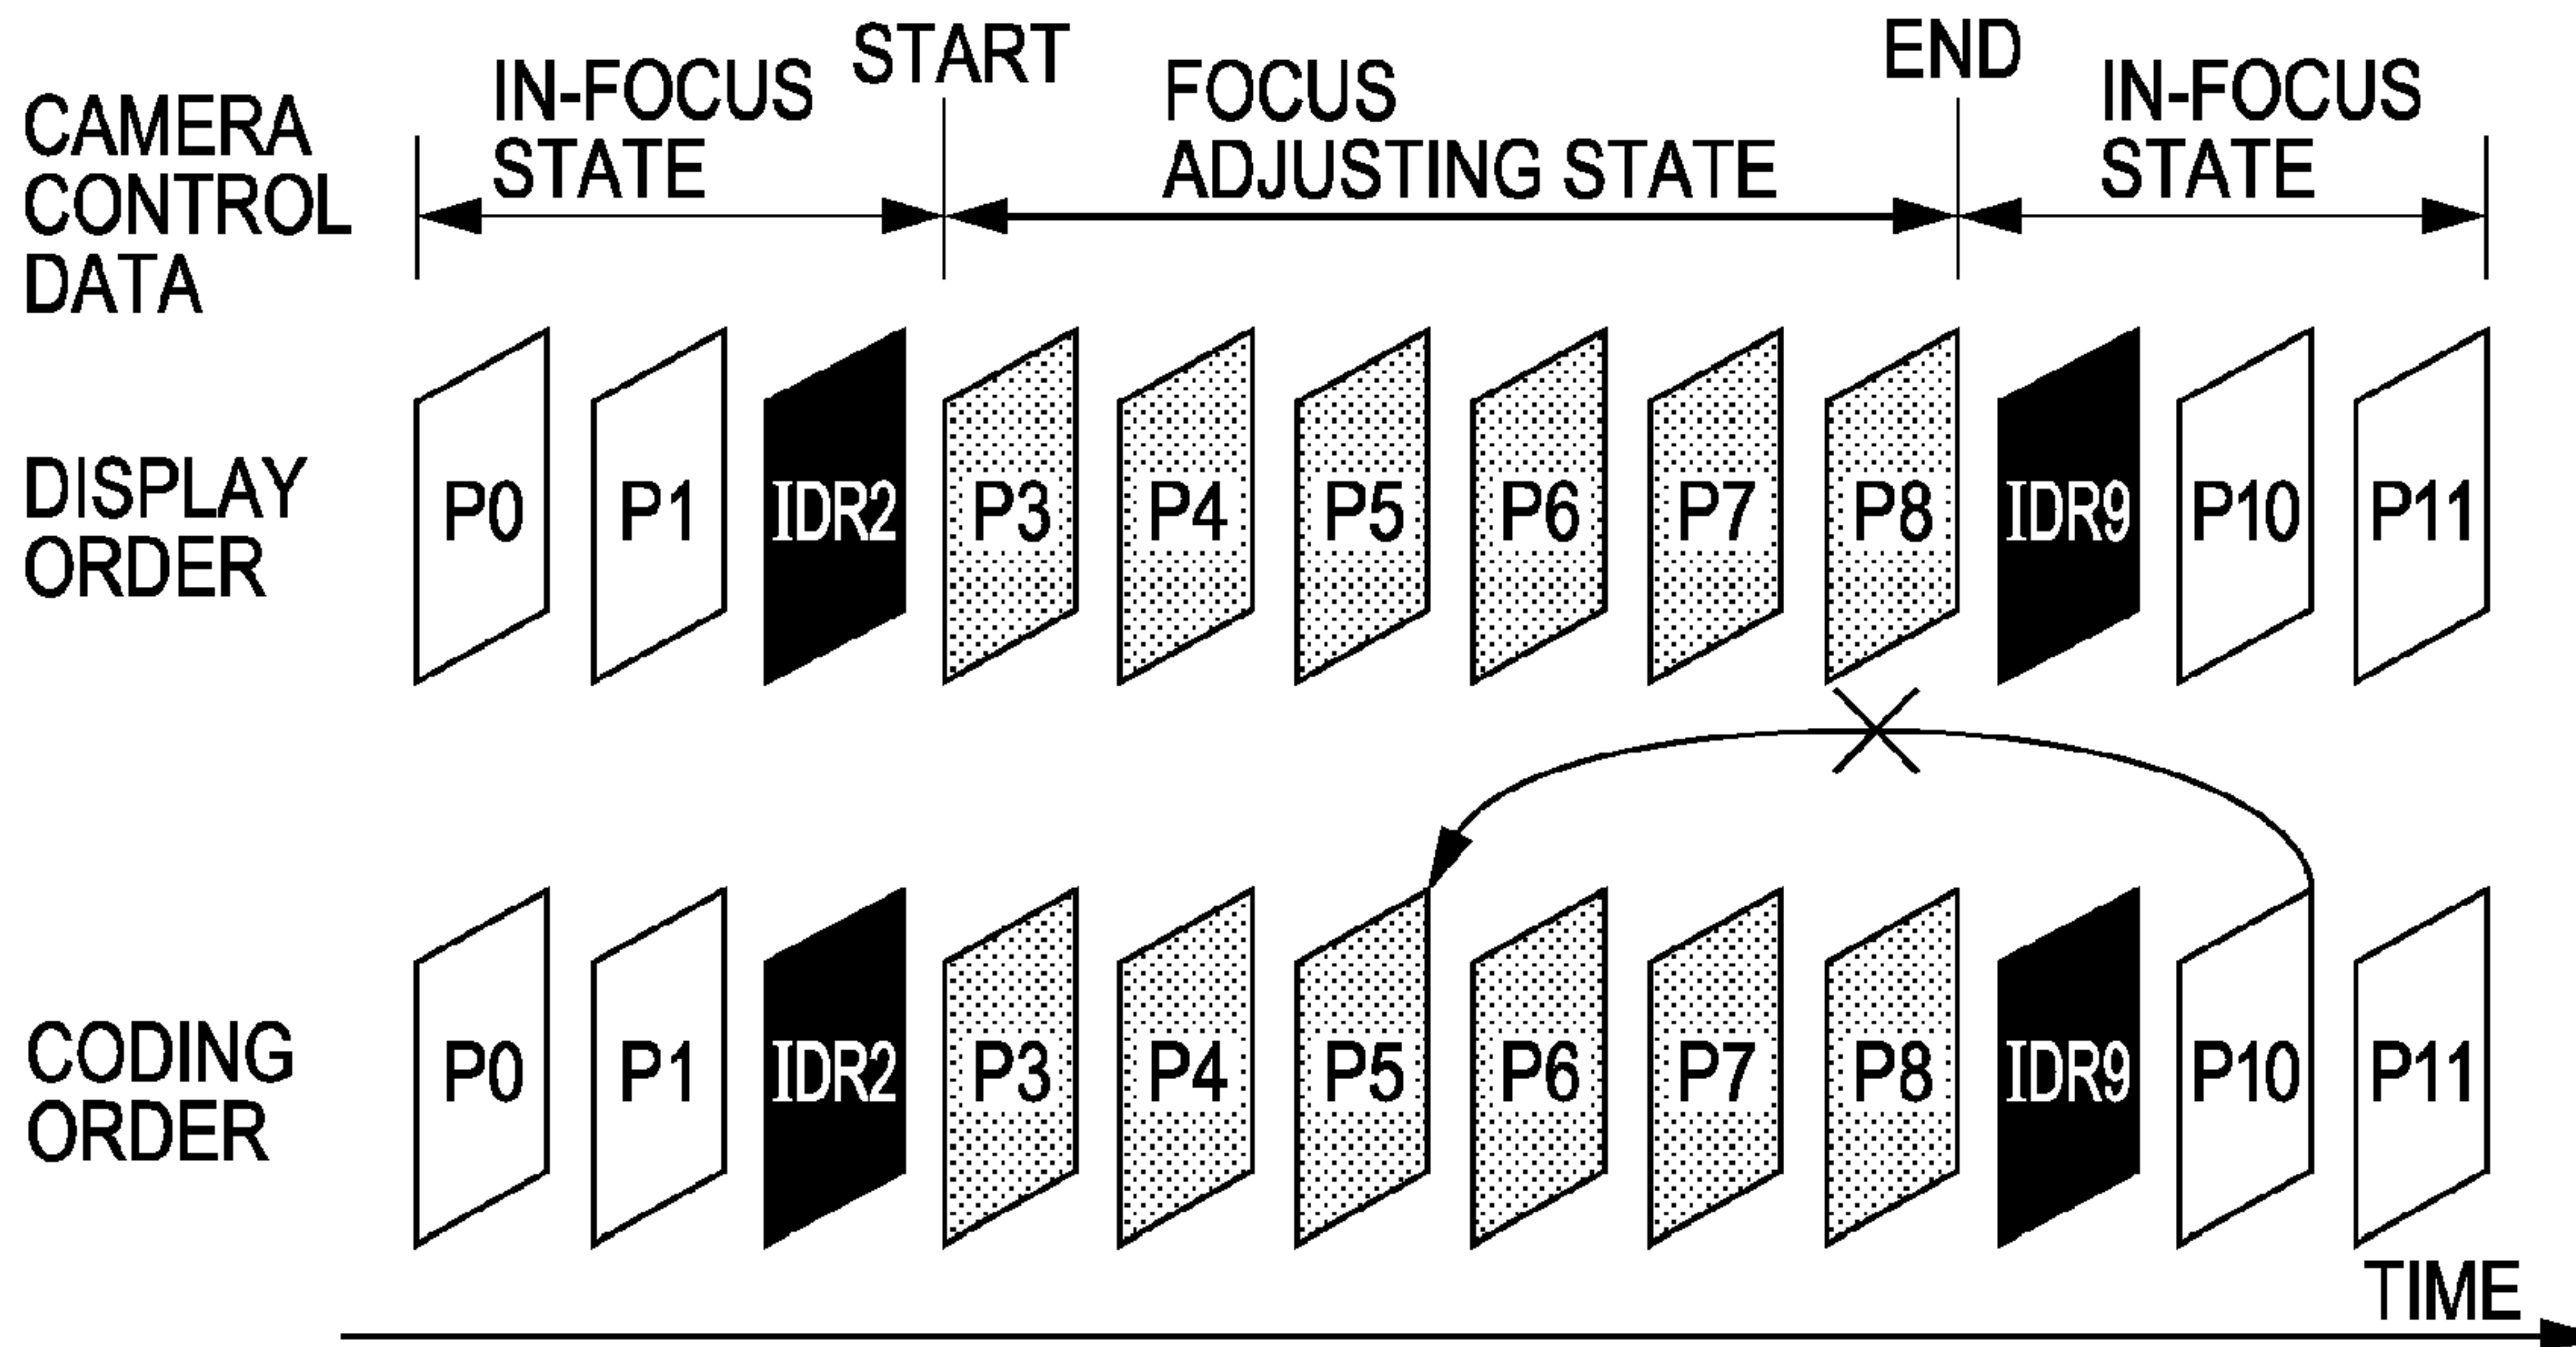 CAMERA
CONTROL
DATA
IN-FOCUS
STATE
START
FOCUS
ADJUSTING STATE
END
IN-FOCUS
STATE
DISPLAY
ORDER
P0 P1 IDR2 P3 P4 P5 P6 P7 P8 IDR9 P10 P11
CODING
ORDER
P0 P1 IDR2 P3 P4 P5 P6 P7 P8 IDR9 P10 P11
TIME